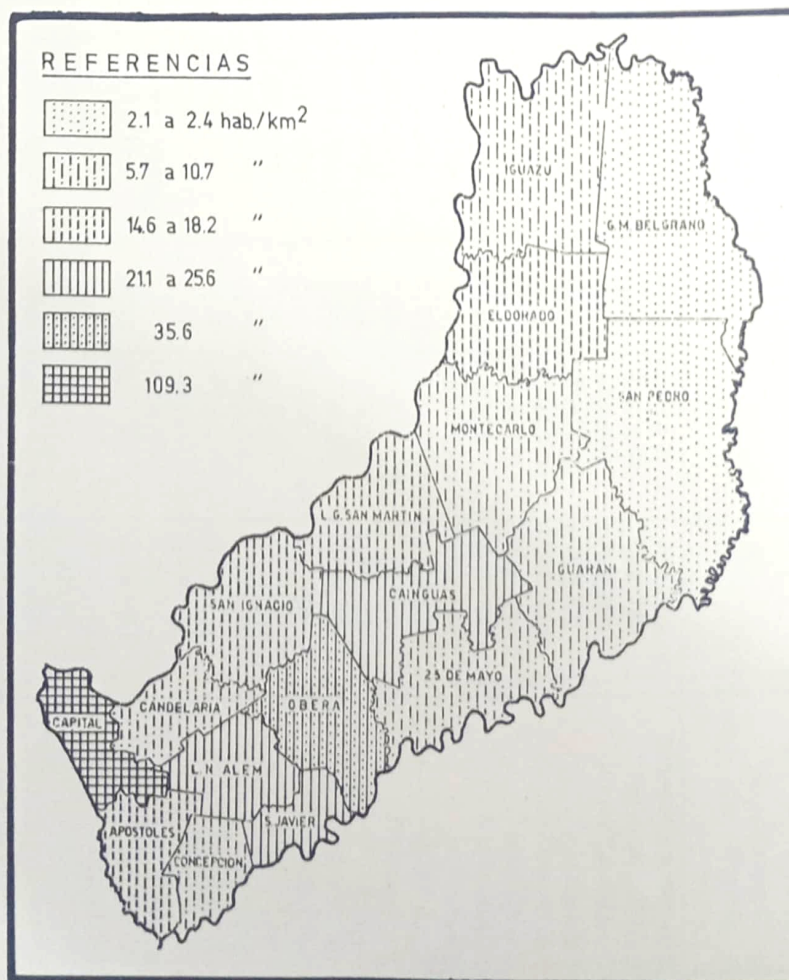 REFERENCIAS
2.1 a 2.4 hab./km²
5.7 a 10.7 "
14.6 a 18.2 "
21.1 a 25.6 "
35.6 "
109.3 "
IGUAZU
G.M. BELGRANO
ELDORADO
SAN PEDRO
MONTECARLO
L.G. SAN MARTIN
GUARANI
CAINGUAS
SAN IGNACIO
25 DE MAYO
CANDELARIA
OBERA
CAPITAL
L.N. ALEM
S. JAVIER
APOSTOLES
CONCEPCION